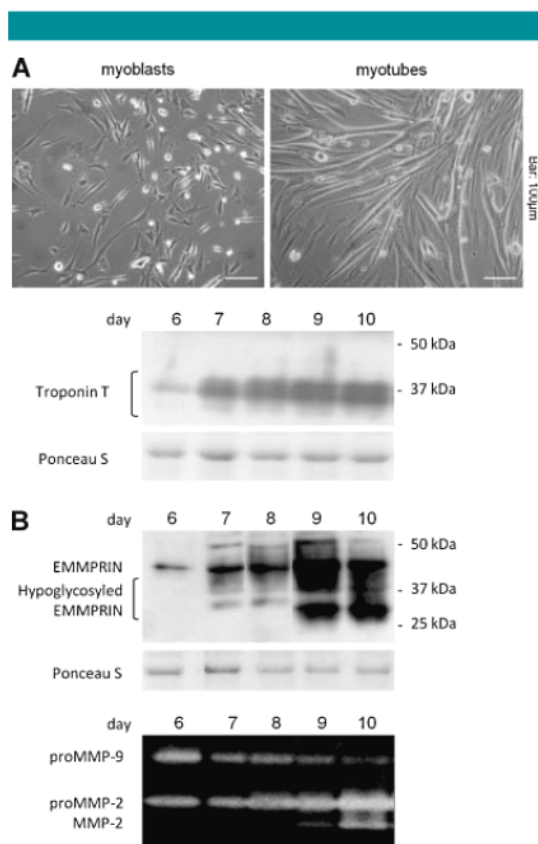 A
myoblasts myotubes
Bar: 100µm
day 6 7 8 9 10
- 50 kDa
Troponin T - 37 kDa
Ponceau S
B
day 6 7 8 9 10
- 50 kDa
EMMPRIN
Hypoglycosyled - 37 kDa
EMMPRIN
- 25 kDa
Ponceau S
day 6 7 8 9 10
proMMP-9
proMMP-2
MMP-2